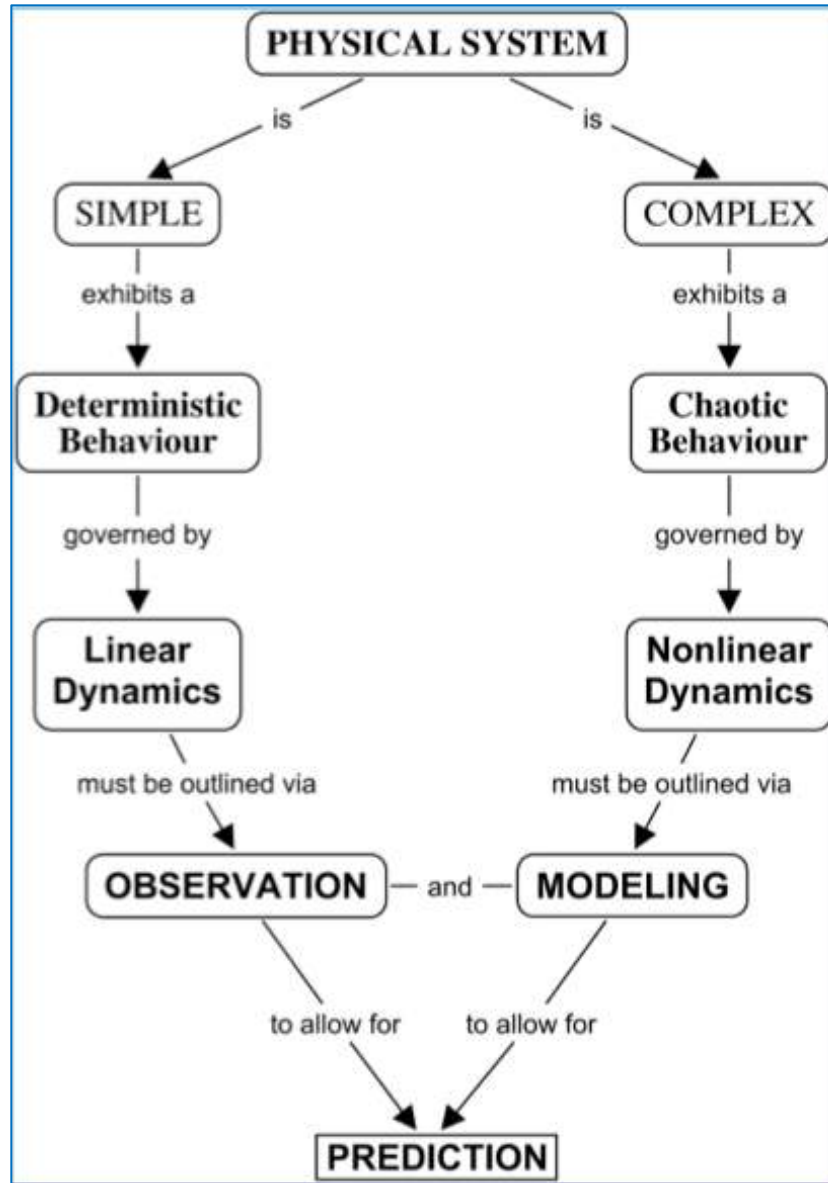 PHYSICAL SYSTEM
is
is
SIMPLE
COMPLEX
exhibits a
exhibits a
Deterministic
Behaviour
Chaotic
Behaviour
governed by
governed by
Linear
Dynamics
Nonlinear
Dynamics
must be outlined via
must be outlined via
OBSERVATION
and
MODELING
to allow for
to allow for
PREDICTION